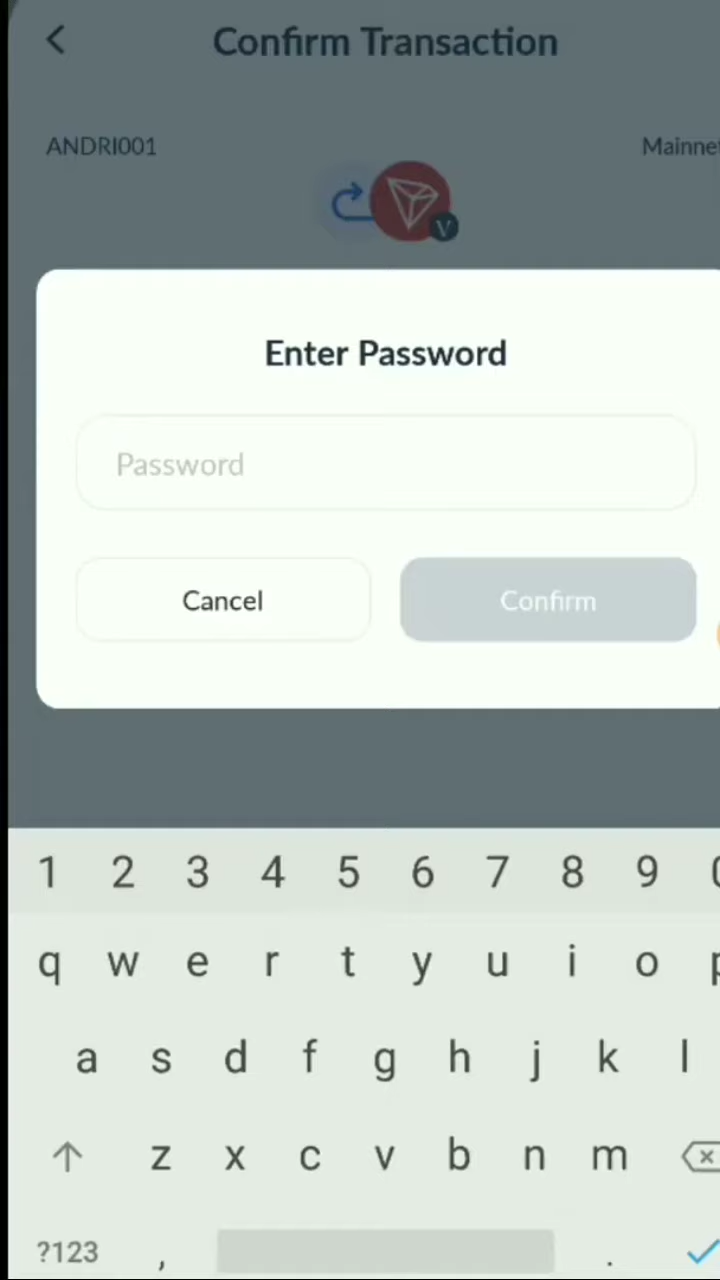 Confirm Transaction
ANDRI001
Mainne
V
Enter Password
Password
Cancel
Confirm
1 2 3 4 5 6 7 8 9 0
q w e r t y u i o p
a s d f g h j k l
z x c v b n m
?123 , .